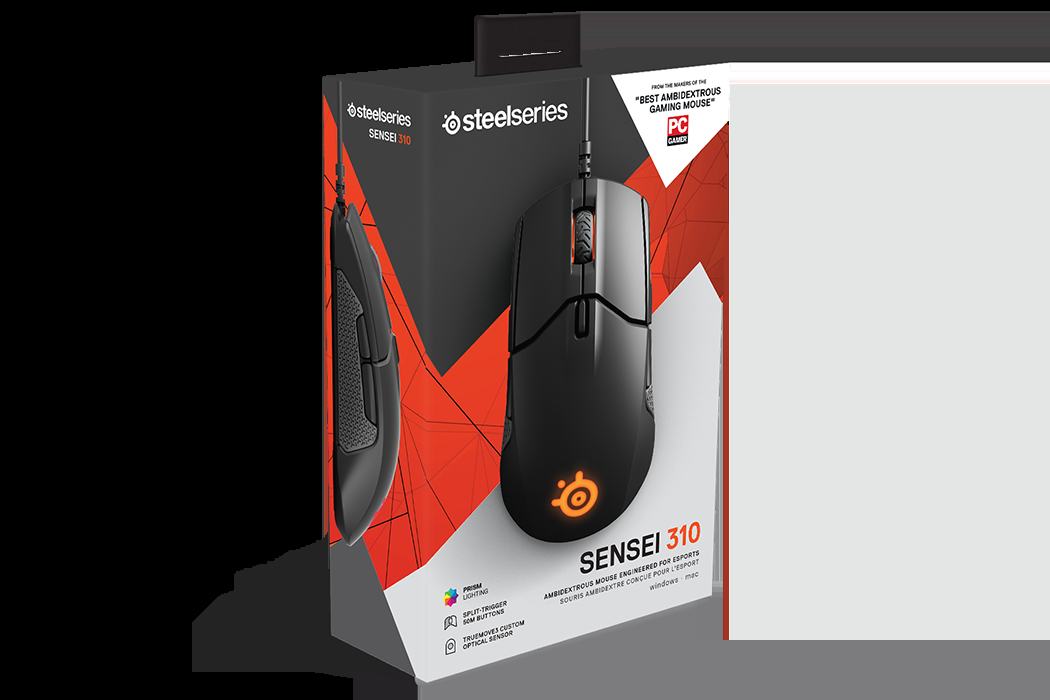 steelseries
SENSEI 310
steelseries
FROM THE MAKERS OF THE
"BEST AMBIDEXTROUS
GAMING MOUSE"
PC
GAMER
SENSEI 310
AMBIDEXTROUS MOUSE ENGINEERED FOR ESPORTS
SOURIS AMBIDEXTRE CONÇUE POUR L'ESPORT
windows · mac
PRISM
LIGHTING
SPLIT-TRIGGER
50M BUTTONS
TRUEMOVE3 CUSTOM
OPTICAL SENSOR